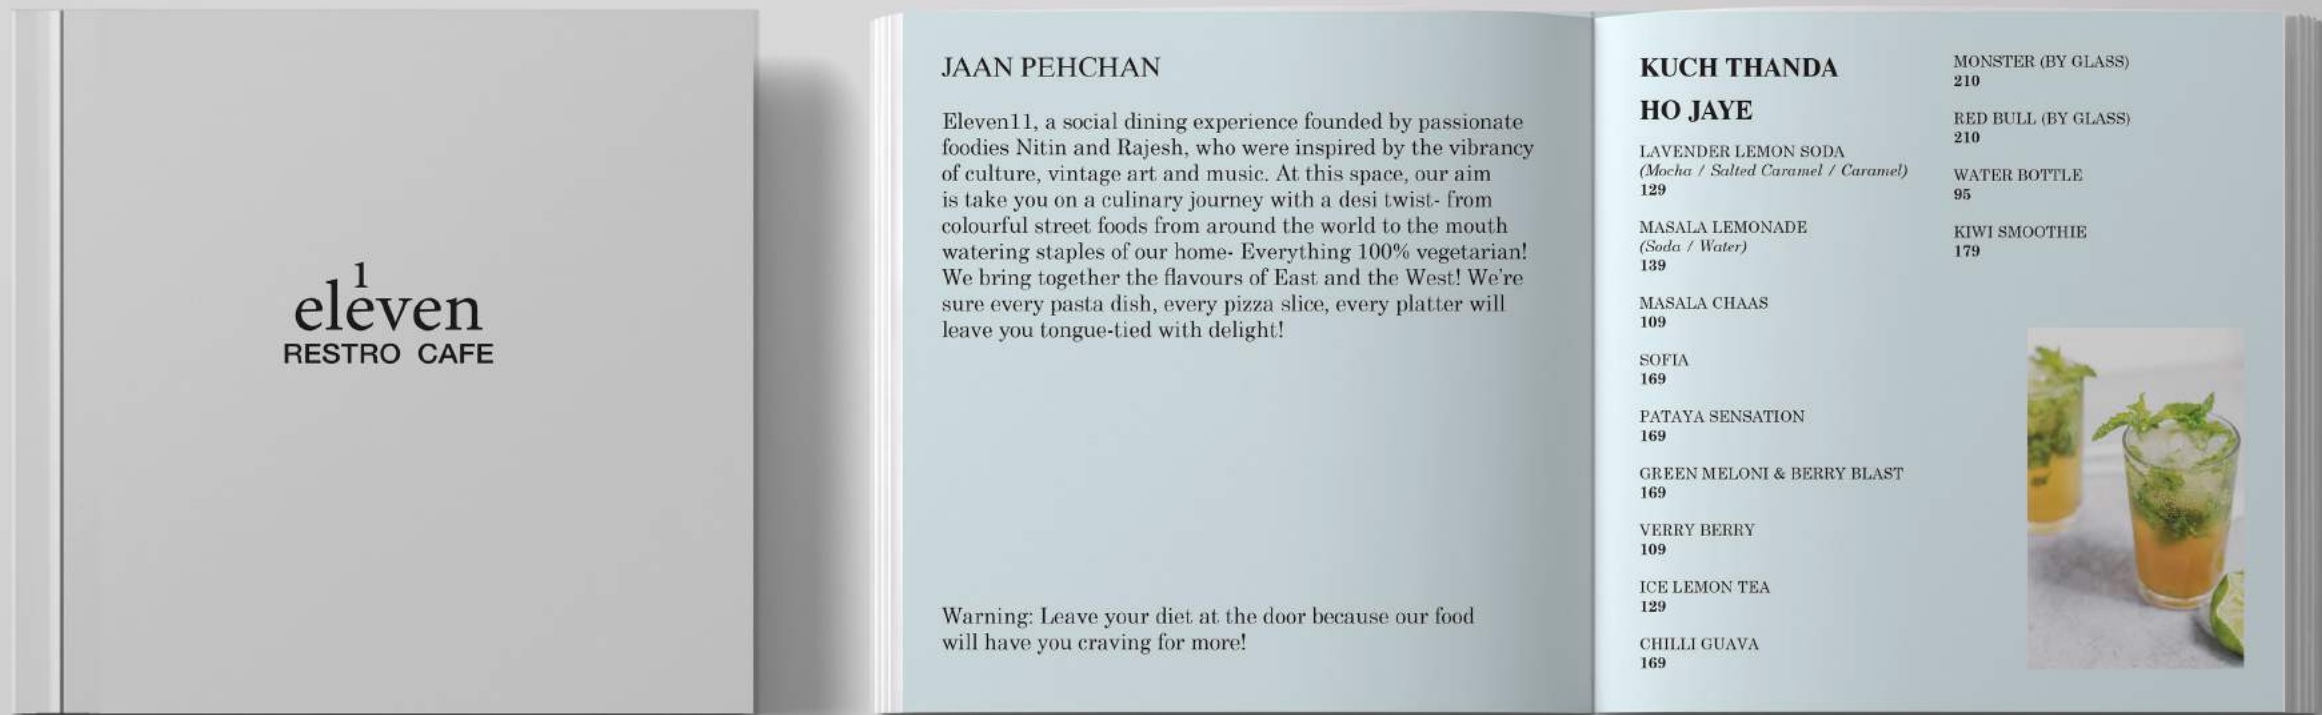 1
eleven
RESTRO CAFE
JAAN PEHCHAN
Eleven11, a social dining experience founded by passionate
foodies Nitin and Rajesh, who were inspired by the vibrancy
of culture, vintage art and music. At this space, our aim
is take you on a culinary journey with a desi twist- from
colourful street foods from around the world to the mouth
watering staples of our home- Everything 100% vegetarian!
We bring together the flavours of East and the West! We're
sure every pasta dish, every pizza slice, every platter will
leave you tongue-tied with delight!
Warning: Leave your diet at the door because our food
will have you craving for more!
KUCH THANDA
HO JAYE
LAVENDER LEMON SODA
(Mocha / Salted Caramel / Caramel)
129
MASALA LEMONADE
(Soda / Water)
139
MASALA CHAAS
109
SOFIA
169
PATAYA SENSATION
169
GREEN MELONI & BERRY BLAST
169
VERRY BERRY
109
ICE LEMON TEA
129
CHILLI GUAVA
169
MONSTER (BY GLASS)
210
RED BULL (BY GLASS)
210
WATER BOTTLE
95
KIWI SMOOTHIE
179